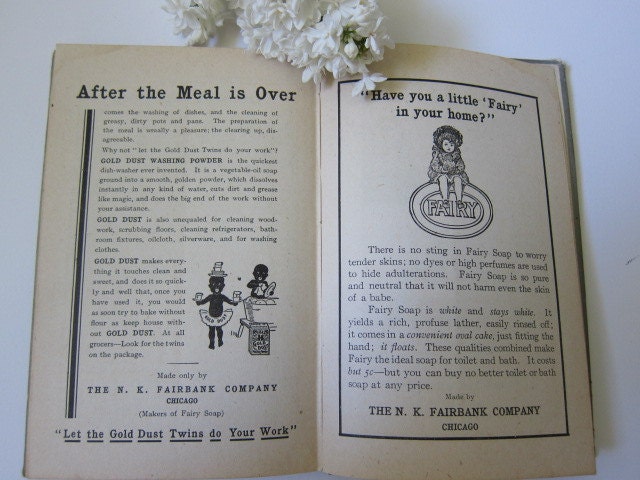 After the Meal is Over
comes the washing of dishes, and the cleaning of
greasy, dirty pots and pans. The preparation of
the meal is usually a pleasure; the clearing up, dis-
agreeable.
Why not "let the Gold Dust Twins do your work"?
GOLD DUST WASHING POWDER is the quickest
dish-washer ever invented. It is a vegetable-oil soap
ground into a smooth, golden powder, which dissolves
instantly in any kind of water, cuts dirt and grease
like magic, and does the big end of the work without
your assistance.
GOLD DUST is also unequaled for cleaning wood-
work, scrubbing floors, cleaning refrigerators, bath-
room fixtures, oilcloth, silverware, and for washing
clothes.
GOLD DUST makes every-
thing it touches clean and
sweet, and does it so quick-
ly and well that, once you
have used it, you would
as soon try to bake without
flour as keep house with-
out GOLD DUST. At all
grocers—Look for the twins
on the package.
GOLD DUST
Made only by
THE N. K. FAIRBANK COMPANY
CHICAGO
(Makers of Fairy Soap)
"Let the Gold Dust Twins do Your Work"
"Have you a little 'Fairy'
in your home?"
FAIRY
There is no sting in Fairy Soap to worry
tender skins; no dyes or high perfumes are used
to hide adulterations. Fairy Soap is so pure
and neutral that it will not harm even the skin
of a babe.
Fairy Soap is white and stays white. It
yields a rich, profuse lather, easily rinsed off;
it comes in a convenient oval cake, just fitting the
hand; it floats. These qualities combined make
Fairy the ideal soap for toilet and bath. It costs
but 5c—but you can buy no better toilet or bath
soap at any price.
Made by
THE N. K. FAIRBANK COMPANY
CHICAGO